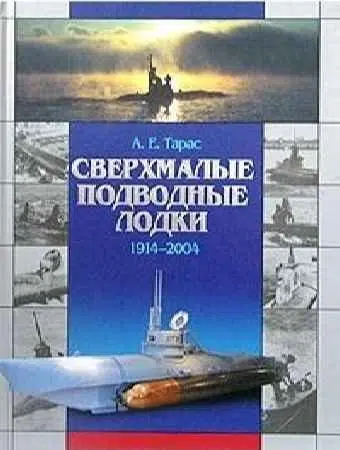 А. Е. Тарас
СВЕРХМАЛЫЕ
ПОДВОДНЫЕ
ЛОДКИ
1914–2004